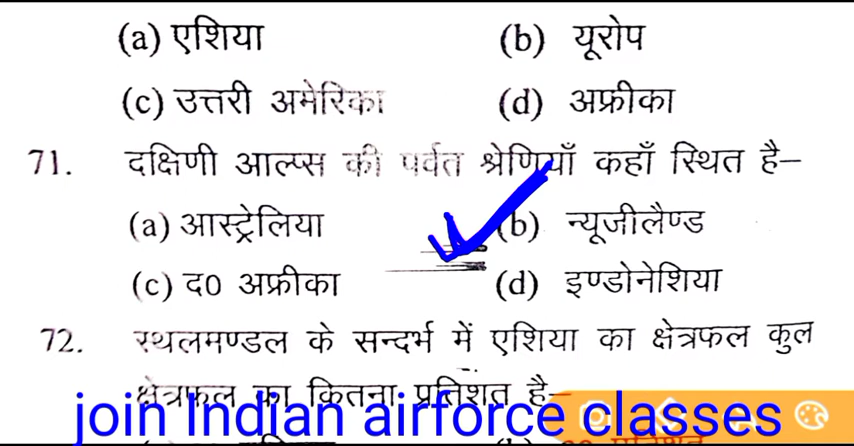 (a) एशिया (b) यूरोप
(c) उत्तरी अमेरिका (d) अफ्रीका
71. दक्षिणी आल्प्स की पर्वत श्रेणियाँ कहाँ स्थित है–
(a) आस्ट्रेलिया (b) न्यूजीलैण्ड
(c) द0 अफ्रीका (d) इण्डोनेशिया
72. स्थलमण्डल के सन्दर्भ में एशिया का क्षेत्रफल कुल
क्षेत्रफल का कितना प्रतिशत है–
join Indian airforce classes